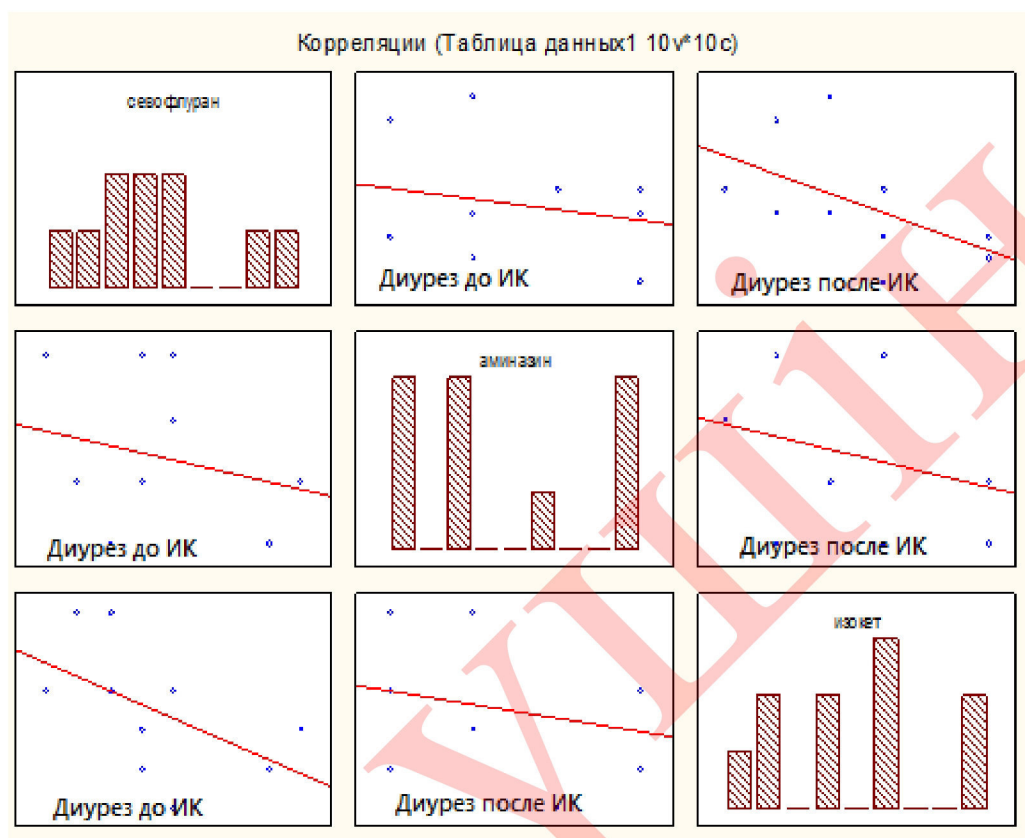 Корреляции (Таблица данных1 10v*10c)
севофлуран
Диурез до ИК
Диурез после ИК
аминазин
Диурез до ИК
Диурез после ИК
изокет
Диурез до ИК
Диурез после ИК